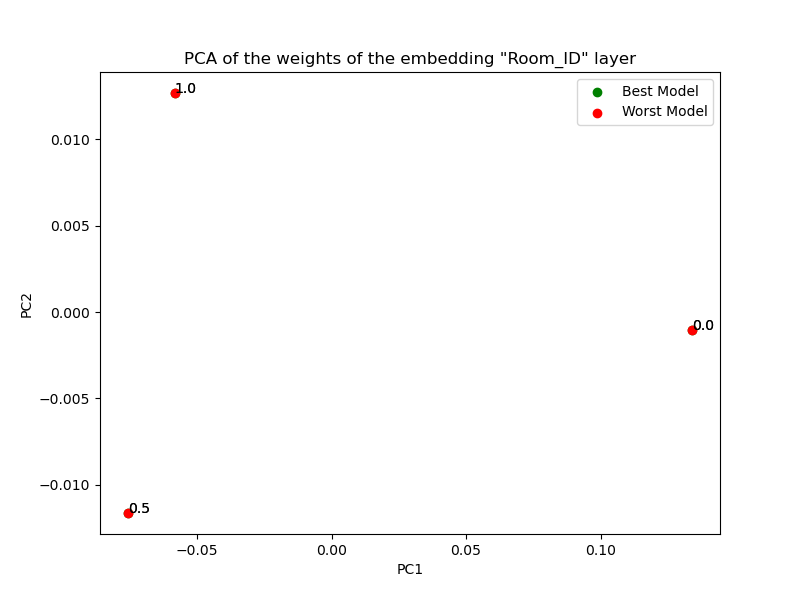 PCA of the weights of the embedding "Room_ID" layer
1.0
Best Model
Worst Model
0.010
0.005
PC2
0.000
0.0
−0.005
−0.010
0.5
−0.05
0.00
0.05
0.10
PC1